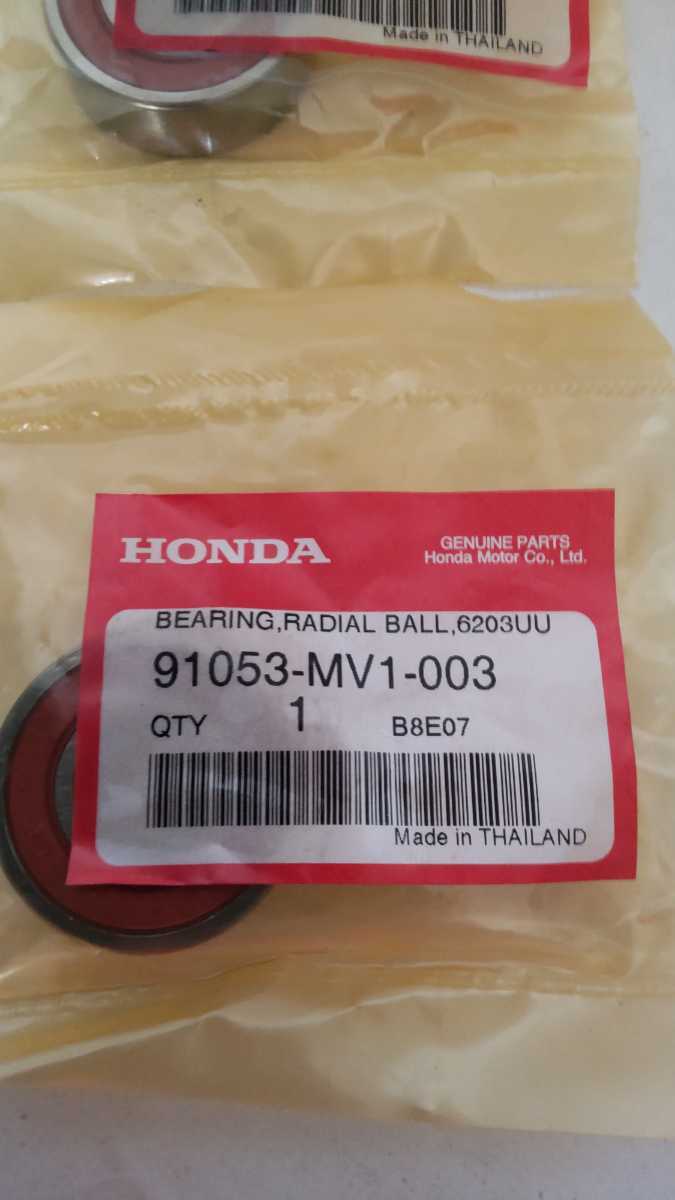 Made in THAILAND
HONDA
GENUINE PARTS
Honda Motor Co., Ltd.
BEARING,RADIAL BALL,6203UU
91053-MV1-003
QTY 1 B8E07
Made in THAILAND